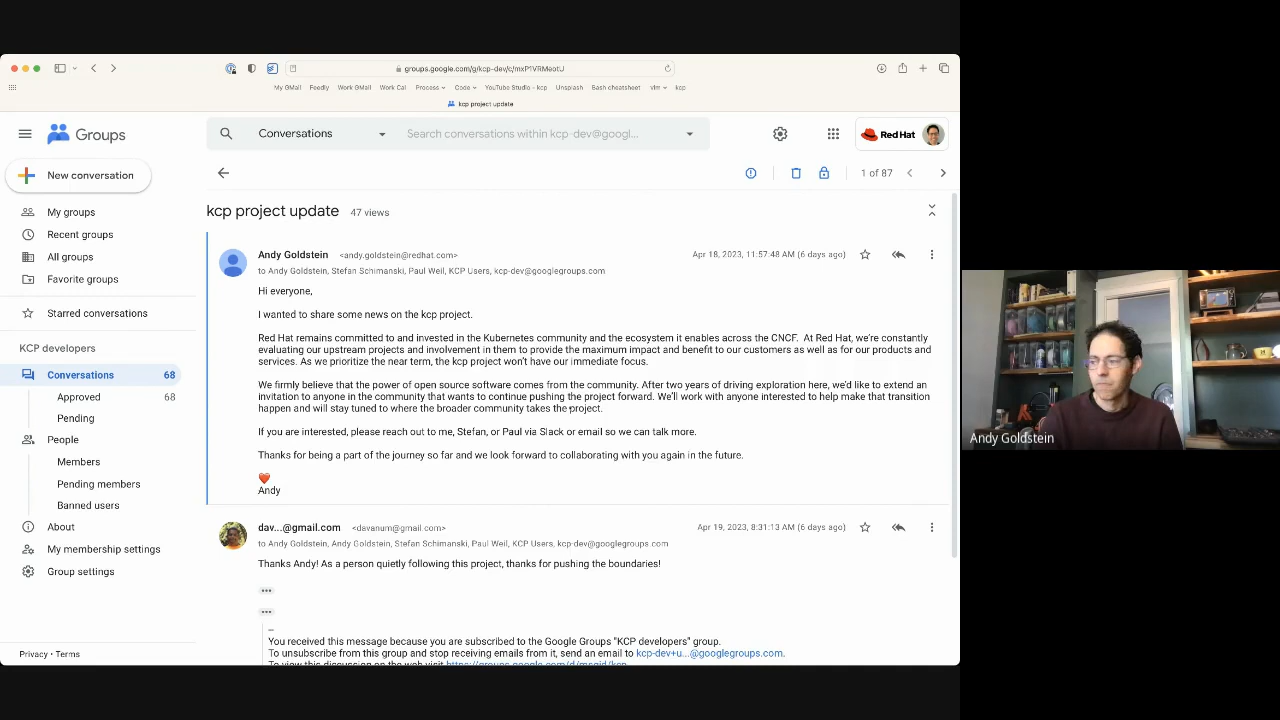 groups.google.com/g/kcp-dev/c/mxP1VRMeotU
My GMail Feedly Work GMail Work Cal Process Code YouTube Studio - kcp Unsplash Bash cheatsheet vim kcp
kcp project update
Groups
Conversations
Search conversations within kcp-dev@googl...
Red Hat
New conversation
1 of 87
My groups
Recent groups
All groups
Favorite groups
Starred conversations
KCP developers
Conversations 68
Approved 68
Pending
People
Members
Pending members
Banned users
About
My membership settings
Group settings
Privacy • Terms
kcp project update 47 views
Andy Goldstein <andy.goldstein@redhat.com> Apr 18, 2023, 11:57:48 AM (6 days ago)
to Andy Goldstein, Stefan Schimanski, Paul Weil, KCP Users, kcp-dev@googlegroups.com
Hi everyone,
I wanted to share some news on the kcp project.
Red Hat remains committed to and invested in the Kubernetes community and the ecosystem it enables across the CNCF. At Red Hat, we're constantly
evaluating our upstream projects and involvement in them to provide the maximum impact and benefit to our customers as well as for our products and
services. As we prioritize the near term, the kcp project won't have our immediate focus.
We firmly believe that the power of open source software comes from the community. After two years of driving exploration here, we'd like to extend an
invitation to anyone in the community that wants to continue pushing the project forward. We'll work with anyone interested to help make that transition
happen and will stay tuned to where the broader community takes the project.
If you are interested, please reach out to me, Stefan, or Paul via Slack or email so we can talk more.
Thanks for being a part of the journey so far and we look forward to collaborating with you again in the future.
❤️
Andy
dav...@gmail.com <davanum@gmail.com> Apr 19, 2023, 8:31:13 AM (6 days ago)
to Andy Goldstein, Andy Goldstein, Stefan Schimanski, Paul Weil, KCP Users, kcp-dev@googlegroups.com
Thanks Andy! As a person quietly following this project, thanks for pushing the boundaries!
•••
•••
--
You received this message because you are subscribed to the Google Groups "KCP developers" group.
To unsubscribe from this group and stop receiving emails from it, send an email to kcp-dev+u...@googlegroups.com.
To view this discussion on the web visit https://groups.google.com/d/msgid/kcp
Andy Goldstein